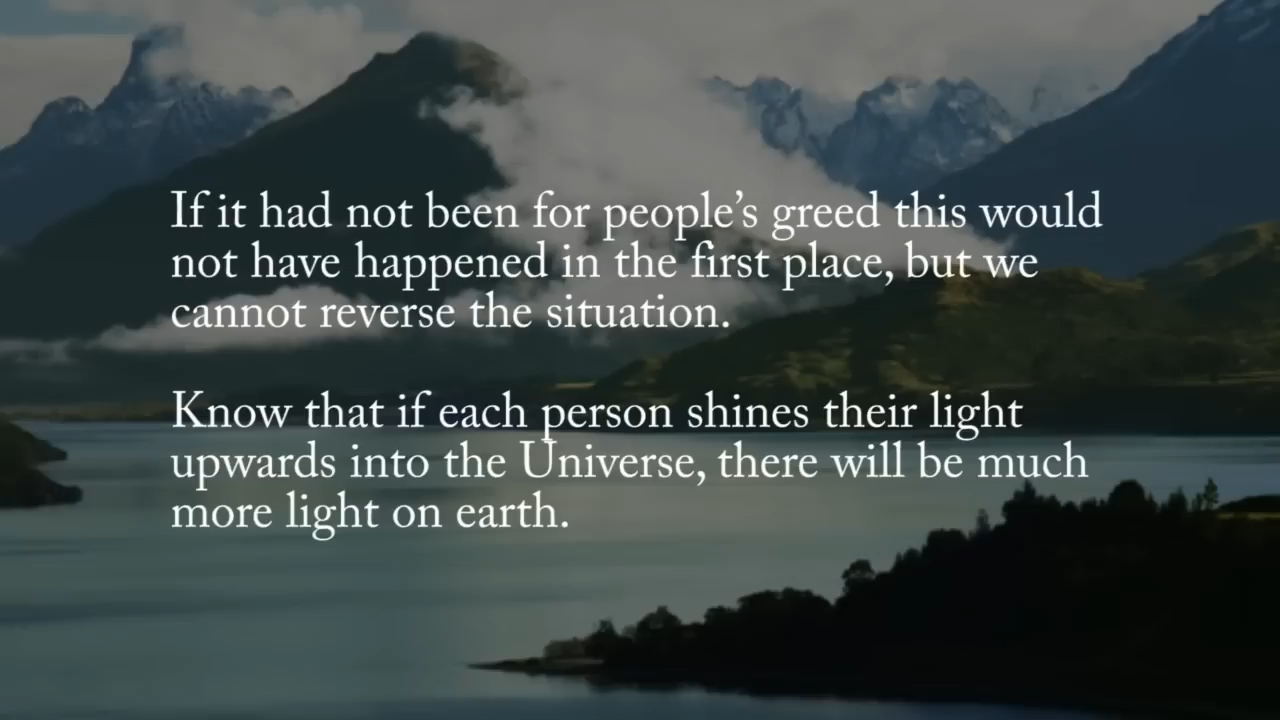 If it had not been for people’s greed this would
not have happened in the first place, but we
cannot reverse the situation.
Know that if each person shines their light
upwards into the Universe, there will be much
more light on earth.